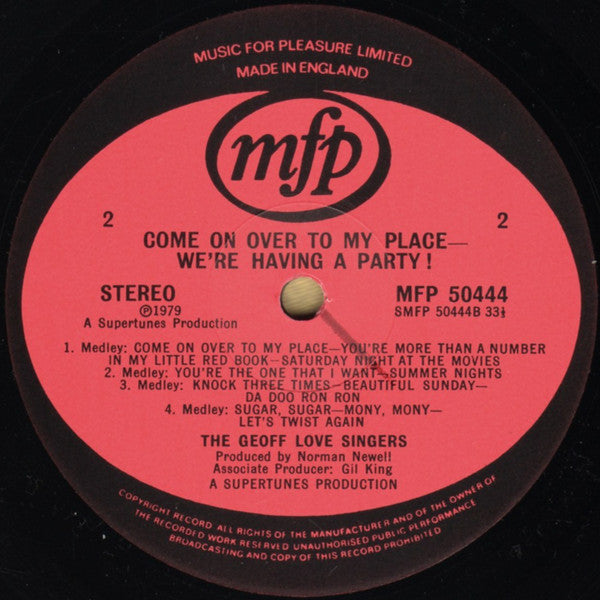 MUSIC FOR PLEASURE LIMITED
MADE IN ENGLAND
mfp
2
2
COME ON OVER TO MY PLACE—
WE'RE HAVING A PARTY!
STEREO
MFP 50444
℗1979
SMFP 50444B 33⅓
A Supertunes Production
1. Medley: COME ON OVER TO MY PLACE—YOU'RE MORE THAN A NUMBER
IN MY LITTLE RED BOOK—SATURDAY NIGHT AT THE MOVIES
2. Medley: YOU'RE THE ONE THAT I WANT—SUMMER NIGHTS
3. Medley: KNOCK THREE TIMES—BEAUTIFUL SUNDAY—
DA DOO RON RON
4. Medley: SUGAR, SUGAR—MONY, MONY—
LET'S TWIST AGAIN
THE GEOFF LOVE SINGERS
Produced by Norman Newell
Associate Producer: Gil King
A SUPERTUNES PRODUCTION
COPYRIGHT RECORD ALL RIGHTS OF THE MANUFACTURER AND OF THE OWNER OF
THE RECORDED WORK RESERVED UNAUTHORISED PUBLIC PERFORMANCE
BROADCASTING AND COPY OF THIS RECORD PROHIBITED